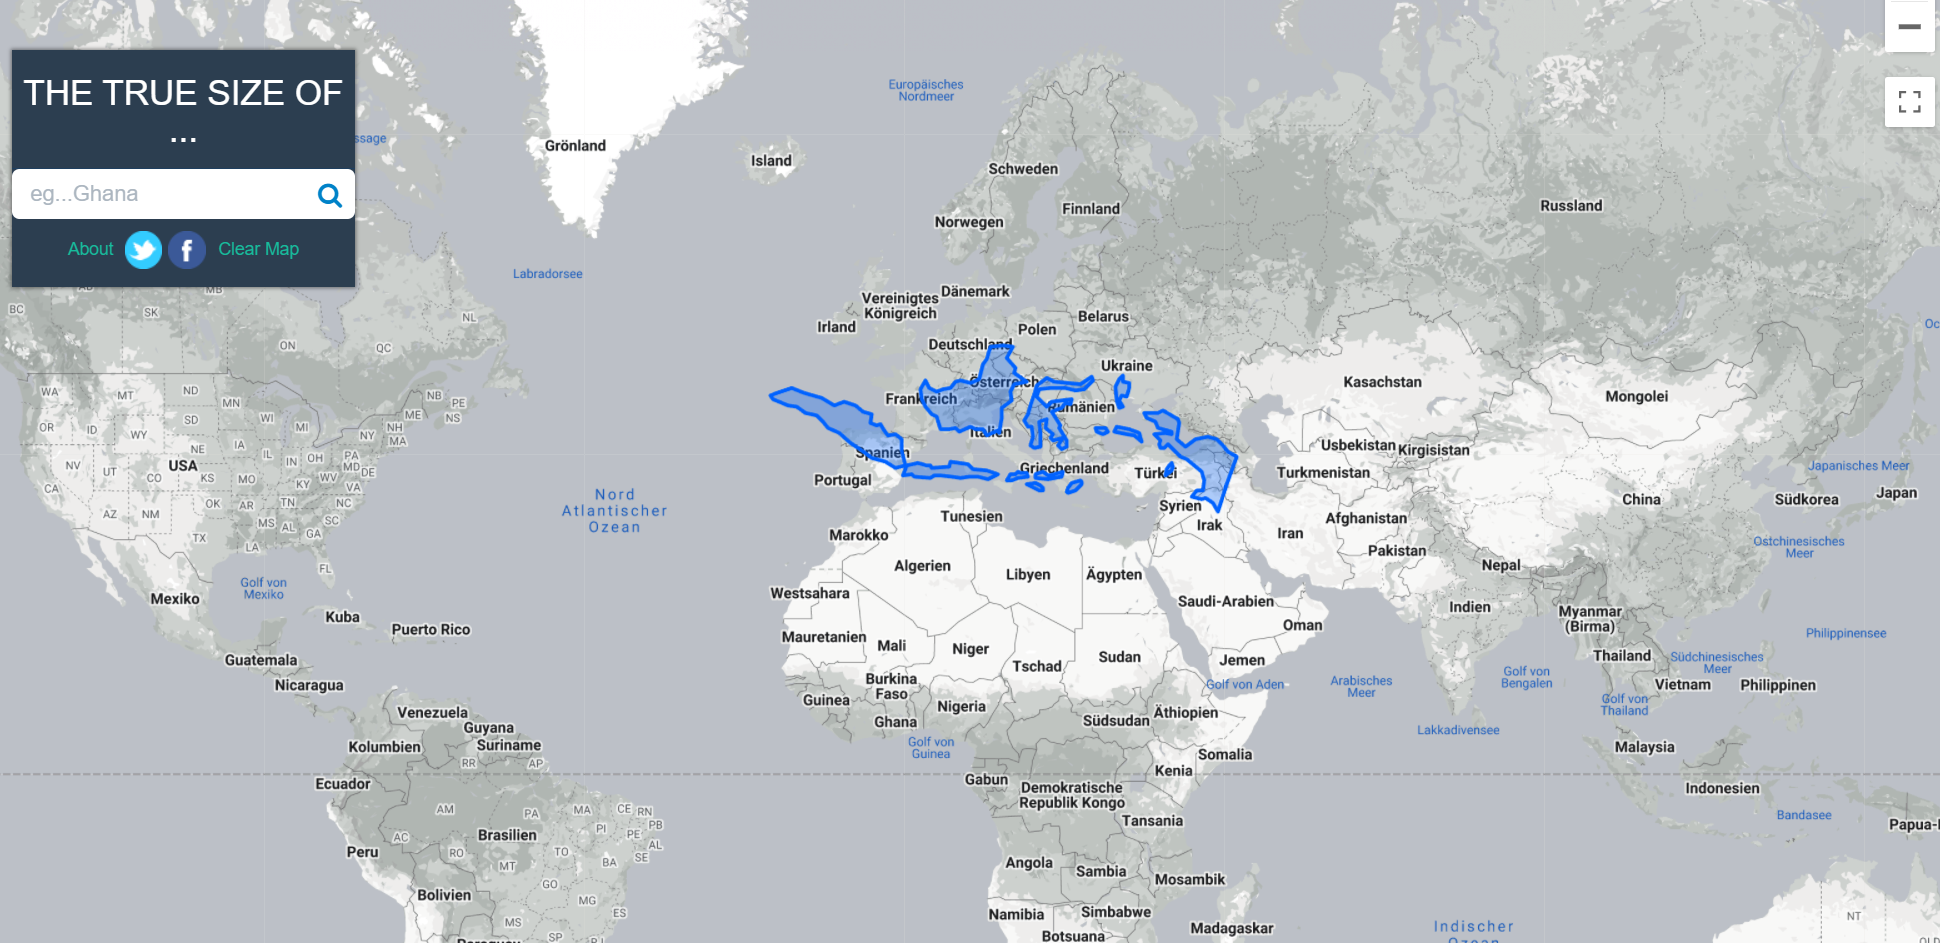 THE TRUE SIZE OF
...
eg...Ghana
About
Clear Map
ssage
Grönland
Island
Europäisches
Nordmeer
Schweden
Finnland
Norwegen
Russland
Labradorsee
Vereinigtes
Königreich
Dänemark
Irland
Belarus
Polen
Deutschland
Ukraine
Österreich
Frankreich
Rumänien
Italien
Spanien
Portugal
Griechenland
Türkei
Kasachstan
Mongolei
Usbekistan
Kirgisistan
Turkmenistan
Syrien
Irak
Iran
Afghanistan
Pakistan
China
Nepal
Japanisches Meer
Südkorea
Japan
Ostchinesisches
Meer
Oc
Nord
Atlantischer
Ozean
Tunesien
Marokko
Algerien
Libyen
Ägypten
Westsahara
Saudi-Arabien
Oman
Jemen
Golf von Aden
Mauretanien
Mali
Niger
Tschad
Sudan
Burkina
Faso
Guinea
Ghana
Nigeria
Südsudan
Äthiopien
Somalia
Golf von
Guinea
Gabun
Kenia
Demokratische
Republik Kongo
Tansania
Angola
Sambia
Mosambik
Namibia
Simbabwe
Botsuana
Madagaskar
Indien
Myanmar
(Birma)
Thailand
Vietnam
Südchinesisches
Meer
Philippinensee
Philippinen
Golf von
Bengalen
Golf von
Thailand
Arabisches
Meer
Lakkadivensee
Malaysia
Indonesien
Bandasee
Papua-
Indischer
Ozean
NT
BC
SK
MB
ON
QC
NL
NB
PE
NS
ME
NH
MA
NY
WA
MT
ND
MN
OR
ID
WY
SD
WI
MI
NE
IA
IL
IN
OH
PA
MD
DE
NV
UT
CO
KS
MO
KY
WV
VA
CA
AZ
NM
OK
AR
TN
NC
SC
MS
AL
GA
TX
LA
FL
USA
Golf von
Mexiko
Mexiko
Kuba
Puerto Rico
Guatemala
Nicaragua
Venezuela
Guyana
Suriname
Kolumbien
RR
AP
Ecuador
AM
PA
MA
CE
RN
PB
PE
PI
AL
SE
AC
Brasilien
TO
BA
Peru
RO
MT
GO
Bolivien
MG
ES
MS
SP
RJ
Paraguay